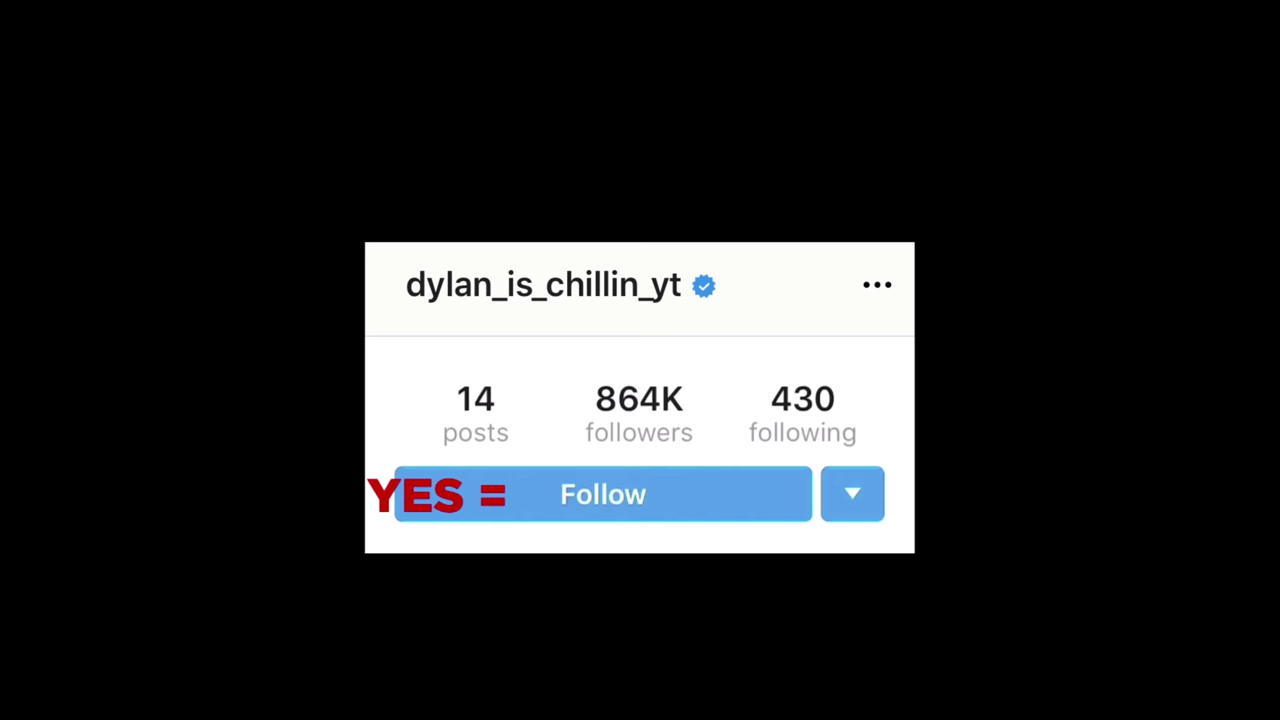 dylan_is_chillin_yt
14 864K 430
posts followers following
YES = Follow